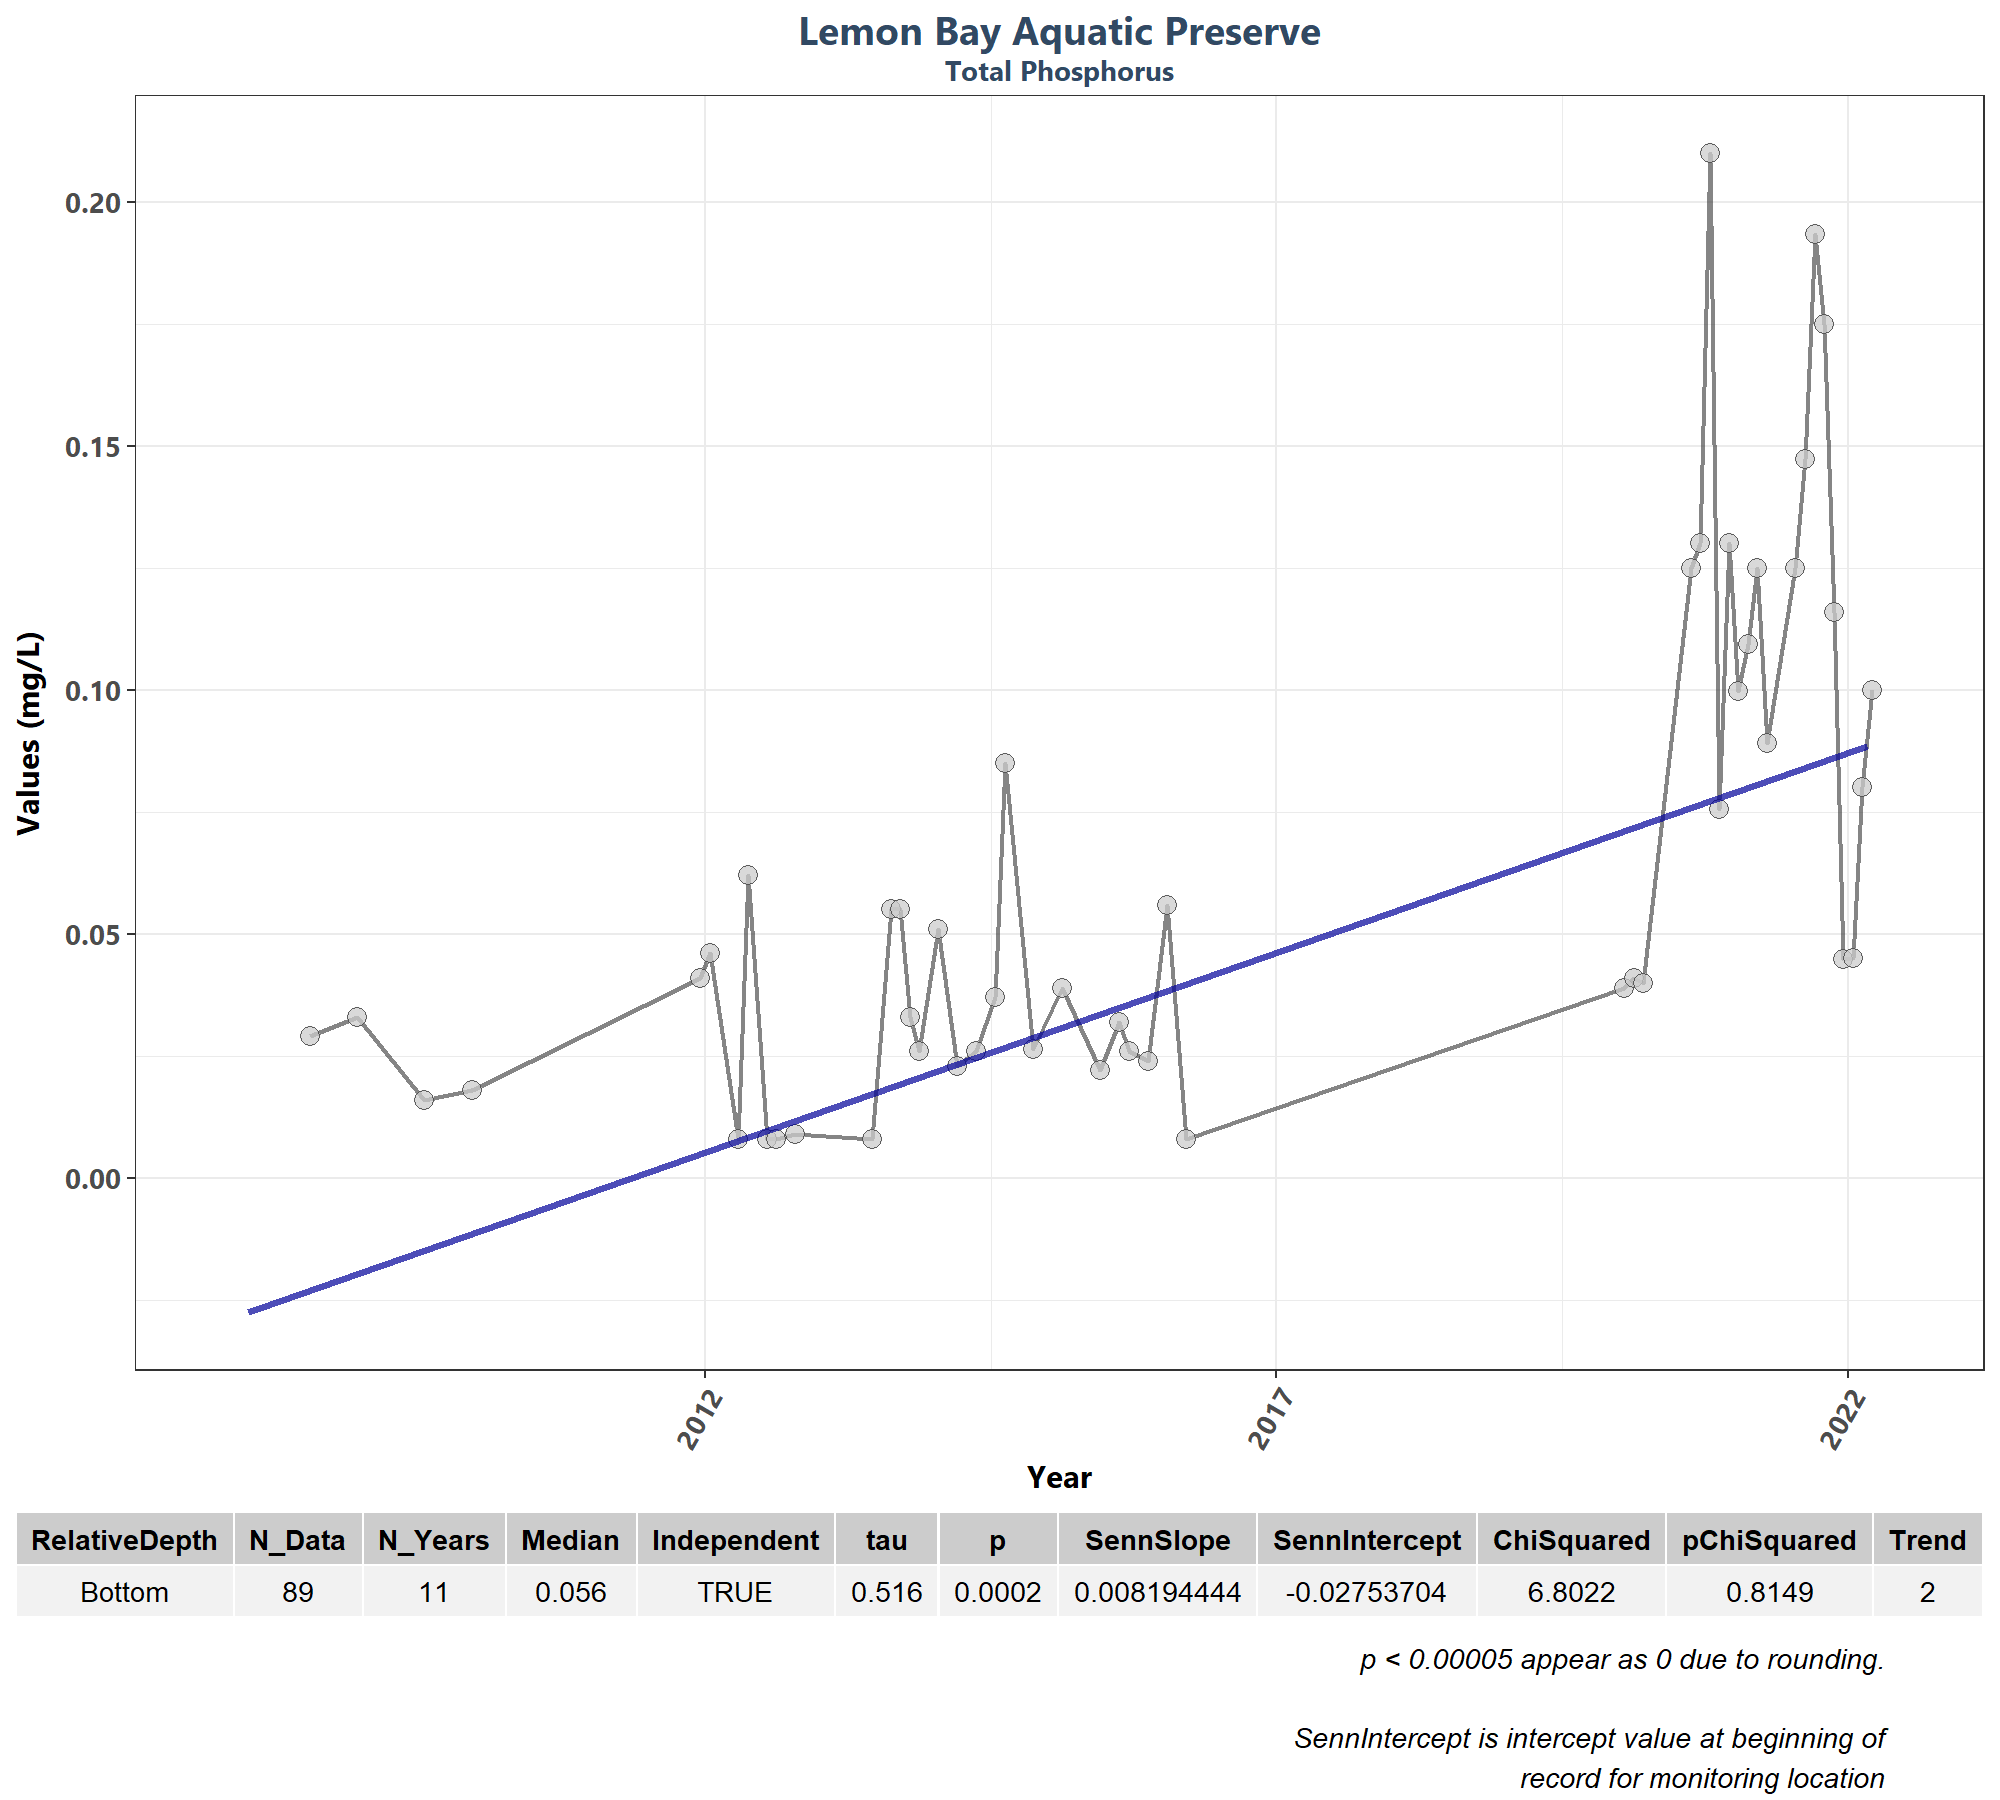 Lemon Bay Aquatic Preserve
Total Phosphorus
Values (mg/L)
0.20
0.15
0.10
0.05
0.00
2012 2017 2022
Year
RelativeDepth N_Data N_Years Median Independent tau p SennSlope SennIntercept ChiSquared pChiSquared Trend
Bottom 89 11 0.056 TRUE 0.516 0.0002 0.008194444 -0.02753704 6.8022 0.8149 2
p < 0.00005 appear as 0 due to rounding.
SennIntercept is intercept value at beginning of
record for monitoring location